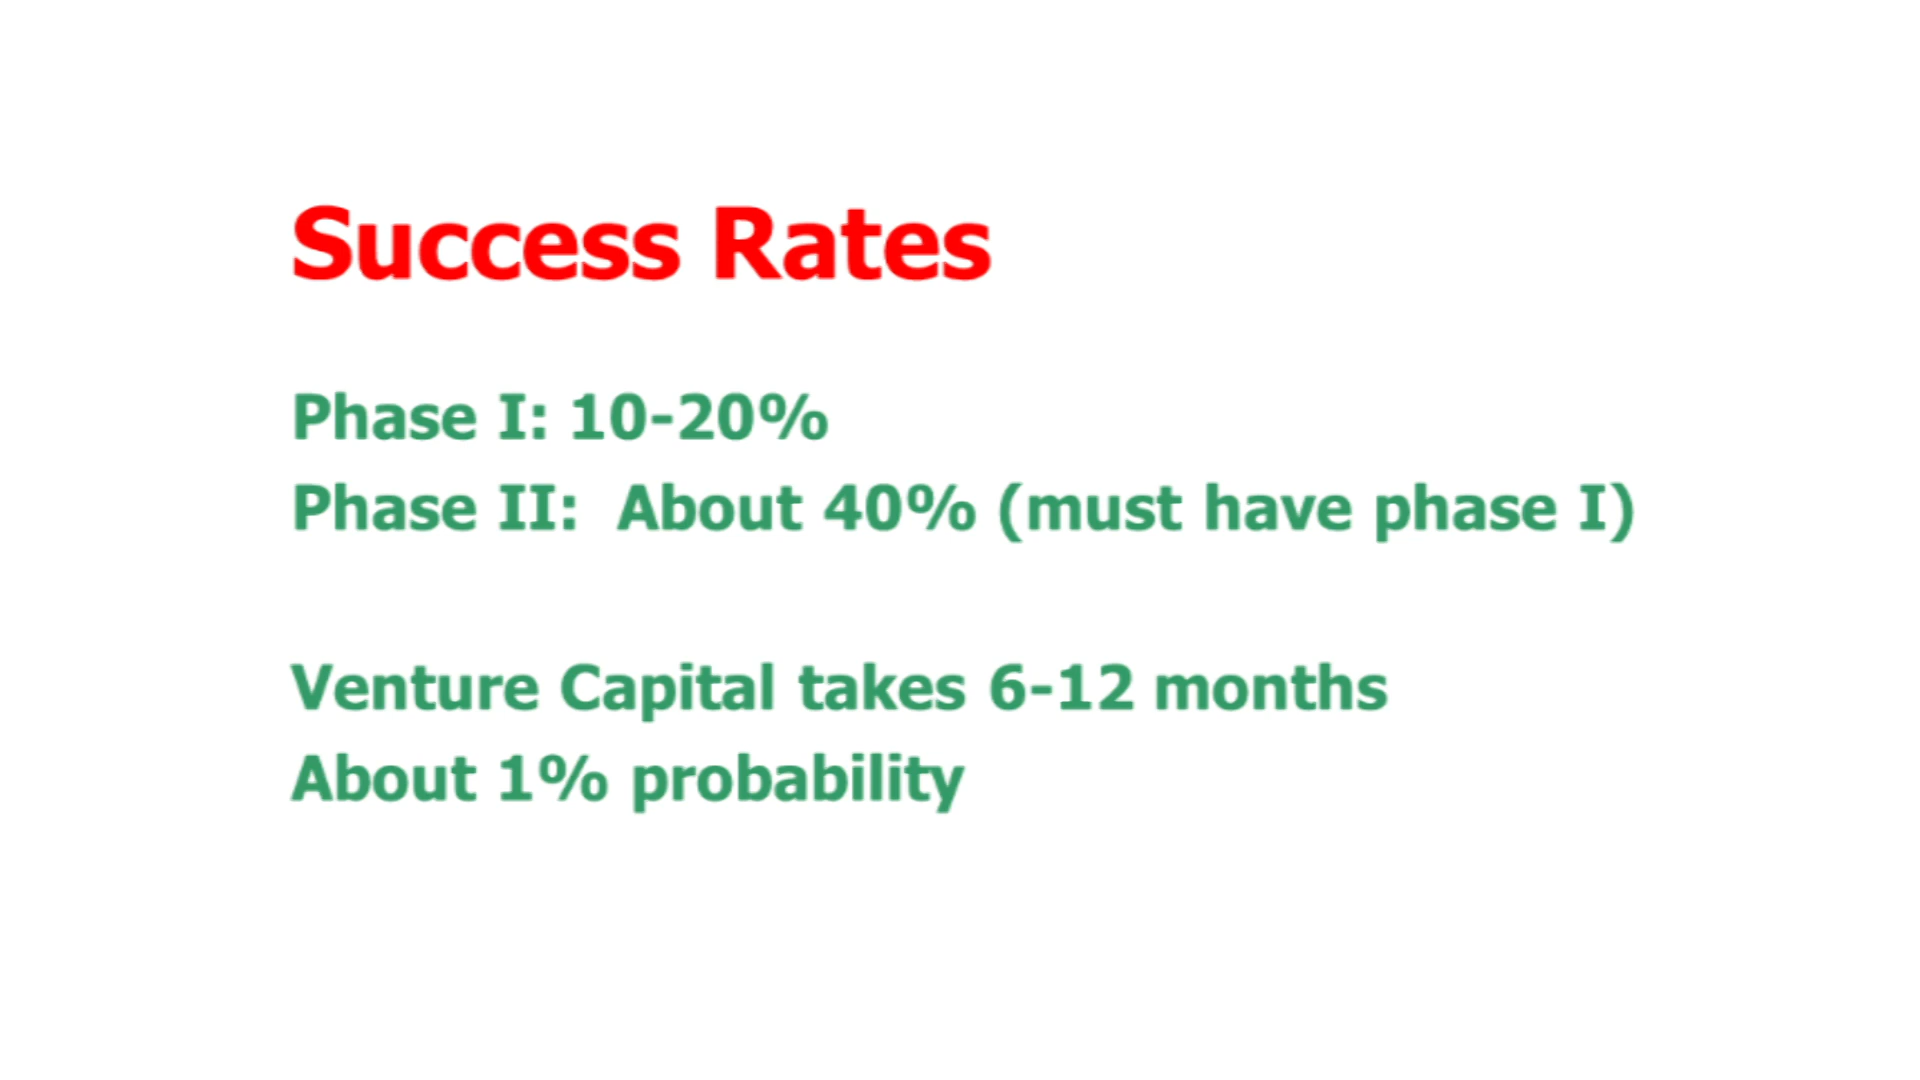 Success Rates
Phase I: 10-20%
Phase II:  About 40% (must have phase I)
Venture Capital takes 6-12 months
About 1% probability